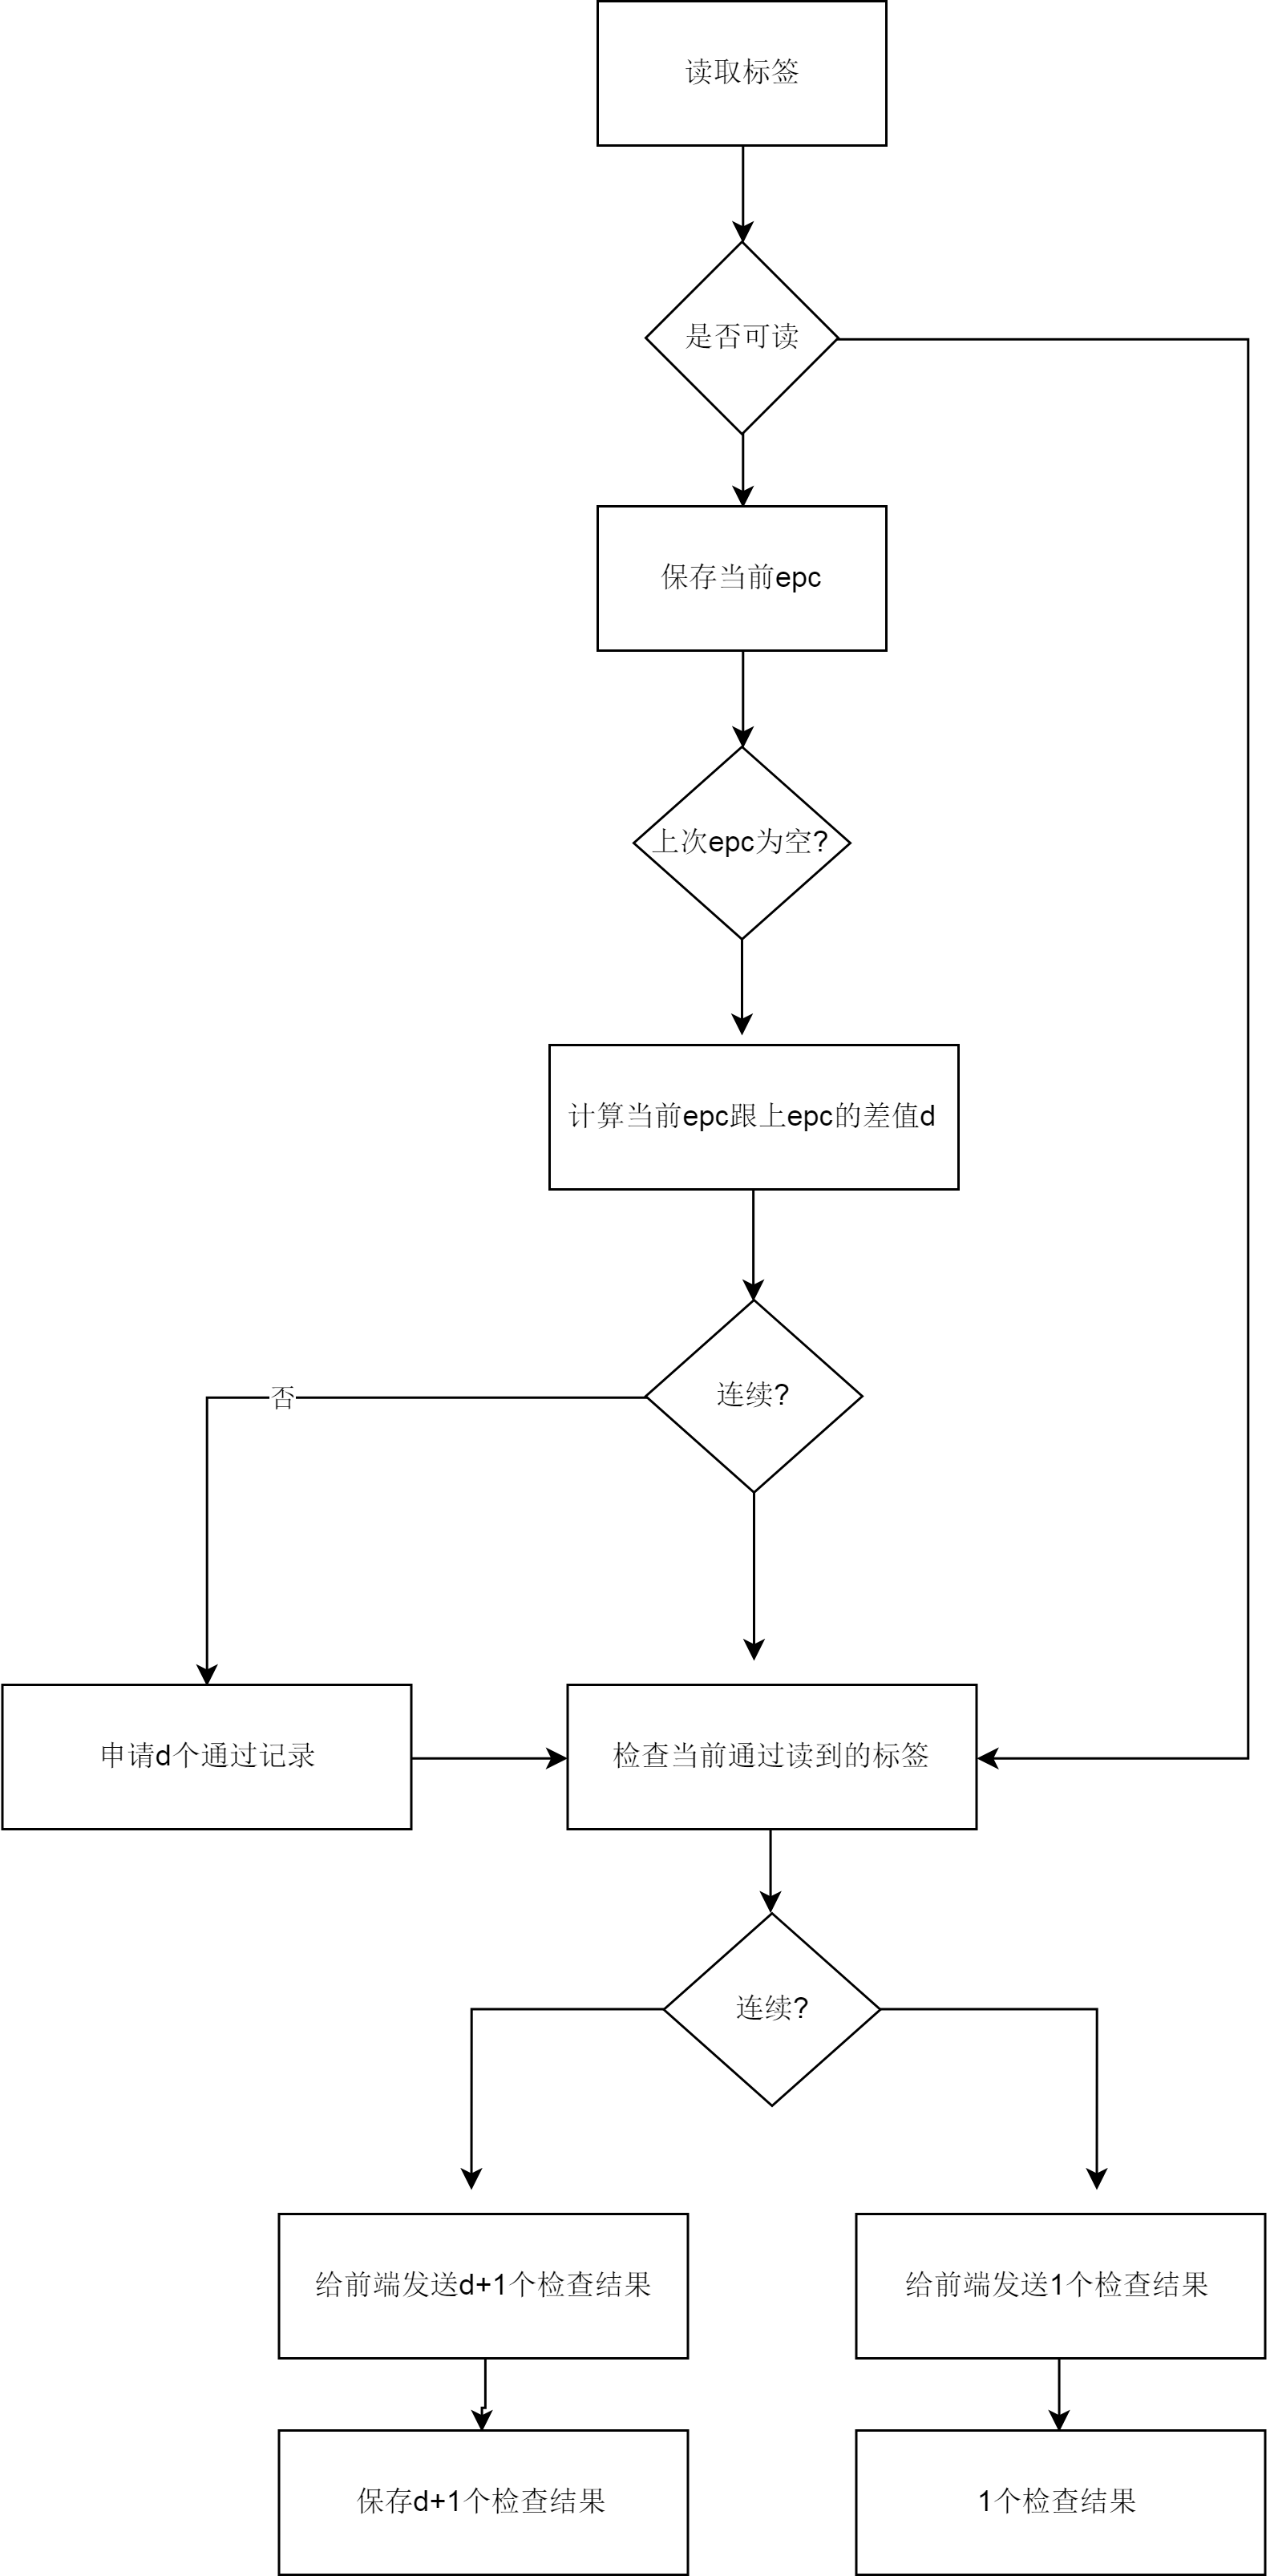 读取标签
是否可读
保存当前epc
上次epc为空?
计算当前epc跟上epc的差值d
连续?
否
申请d个通过记录
检查当前通过读到的标签
连续?
给前端发送d+1个检查结果
给前端发送1个检查结果
保存d+1个检查结果
1个检查结果